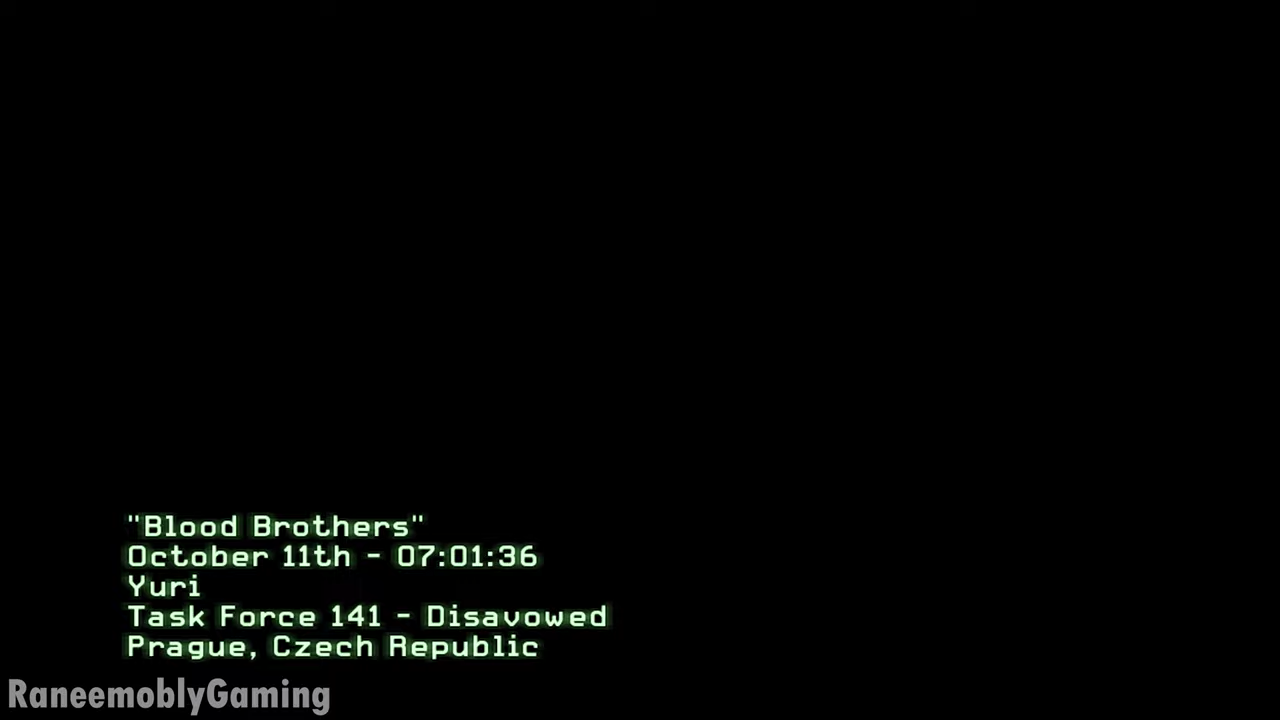 "Blood Brothers"
October 11th - 07:01:36
Yuri
Task Force 141 - Disavowed
Prague, Czech Republic
RaneemoblyGaming